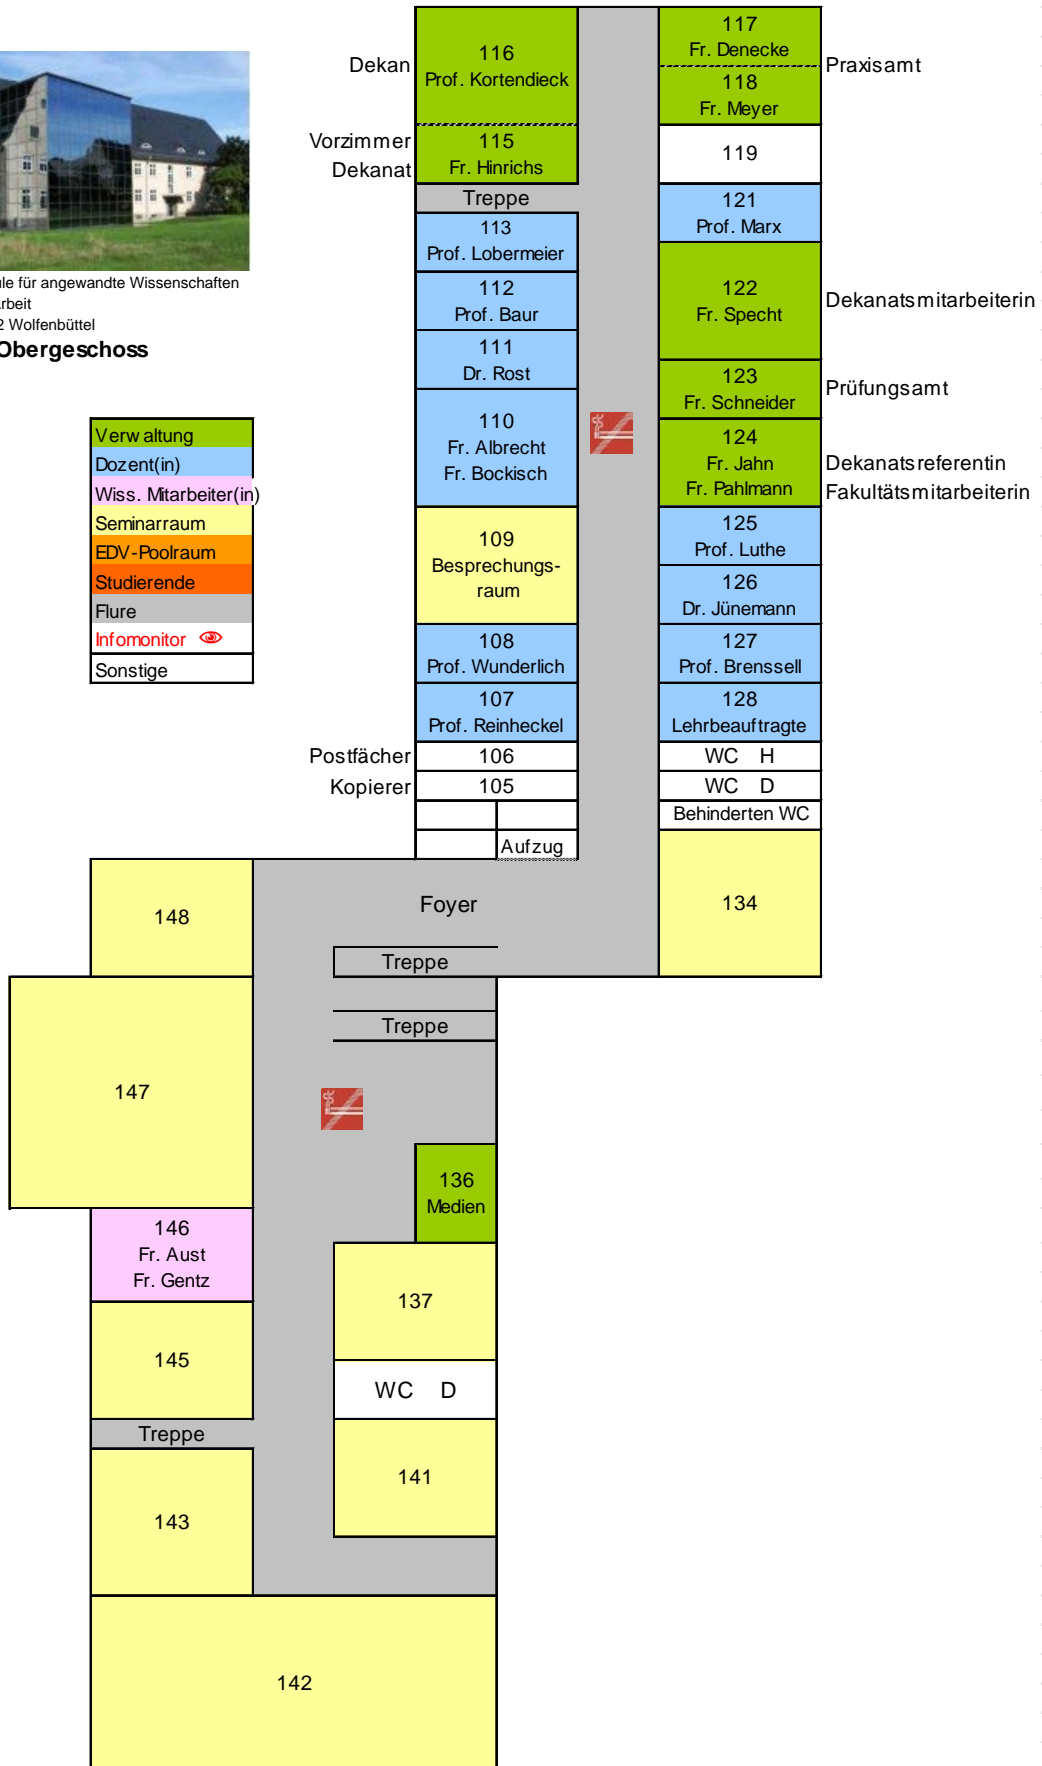 116
Prof. Kortendieck
Dekan
115
Fr. Hinrichs
Vorzimmer
Dekanat
Treppe
113
Prof. Lobermeier
112
Prof. Baur
111
Dr. Rost
110
Fr. Albrecht
Fr. Bockisch
109
Besprechungs-
raum
108
Prof. Wunderlich
107
Prof. Reinheckel
Postfächer
106
Kopierer
105
Aufzug
117
Fr. Denecke
118
Fr. Meyer
Praxisamt
119
121
Prof. Marx
122
Fr. Specht
Dekanatsmitarbeiterin
123
Fr. Schneider
Prüfungsamt
124
Fr. Jahn
Fr. Pahlmann
Dekanatsreferentin
Fakultätsmitarbeiterin
125
Prof. Luthe
126
Dr. Jünemann
127
Prof. Brenssell
128
Lehrbeauftragte
WC H
WC D
Behinderten WC
134
ule für angewandte Wissenschaften
rbeit
2 Wolfenbüttel
Obergeschoss
Verwaltung
Dozent(in)
Wiss. Mitarbeiter(in)
Seminarraum
EDV-Poolraum
Studierende
Flure
Infomonitor
Sonstige
148
Foyer
Treppe
Treppe
147
136
Medien
146
Fr. Aust
Fr. Gentz
137
145
WC D
Treppe
141
143
142